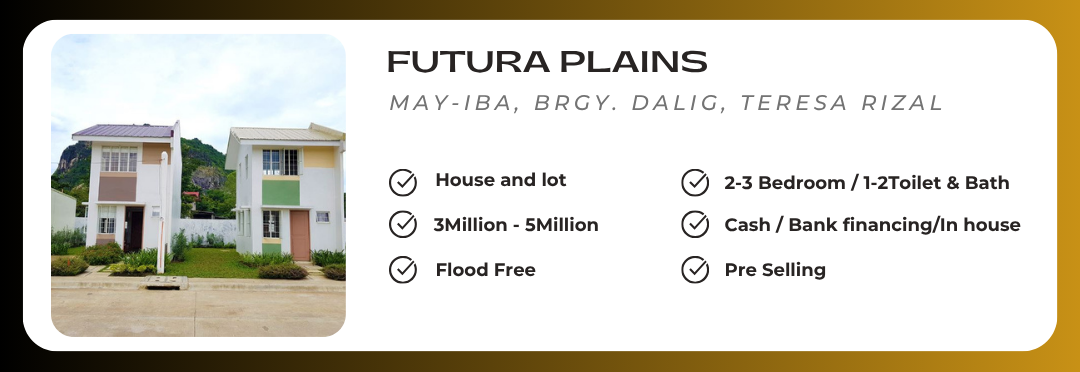 FUTURA PLAINS
MAY-IBA, BRGY. DALIG, TERESA RIZAL
House and lot
3Million - 5Million
Flood Free
2-3 Bedroom / 1-2Toilet & Bath
Cash / Bank financing/In house
Pre Selling